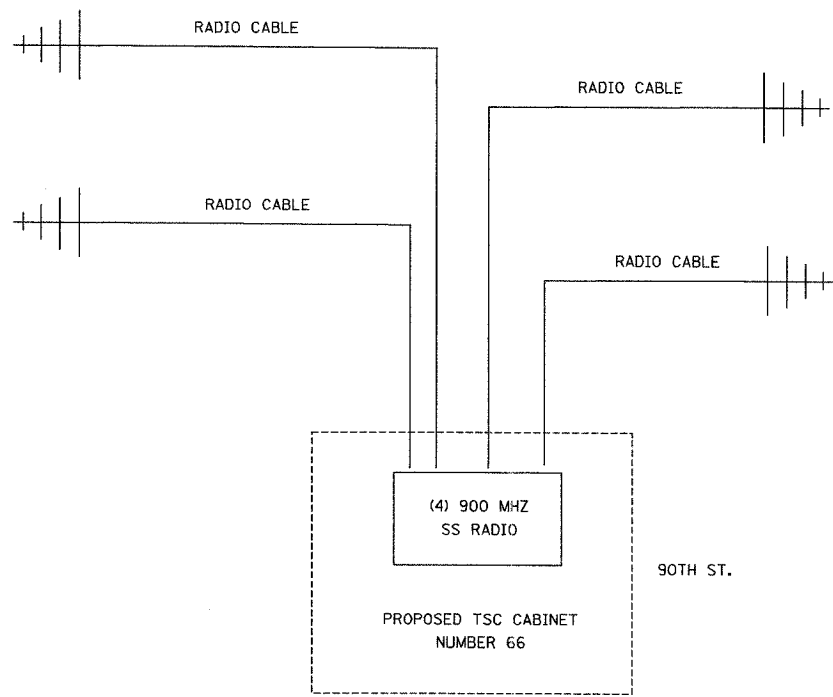 RADIO CABLE
RADIO CABLE
RADIO CABLE
RADIO CABLE
(4) 900 MHZ
SS RADIO
90TH ST.
PROPOSED TSC CABINET
NUMBER 66